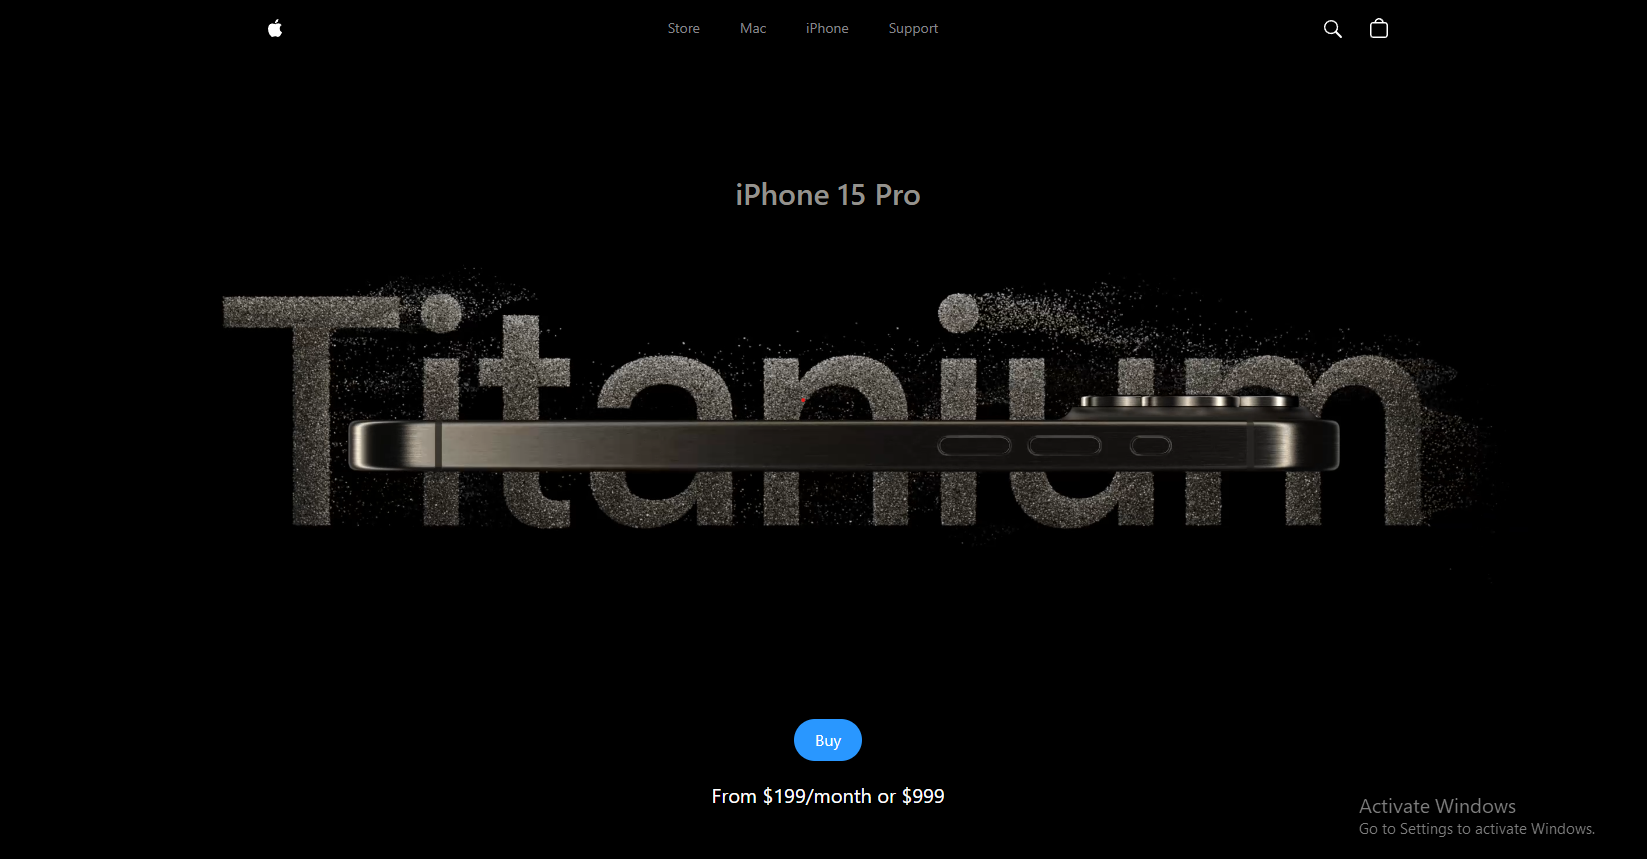 Store Mac iPhone Support
iPhone 15 Pro
Titanium
Buy
From $199/month or $999
Activate Windows
Go to Settings to activate Windows.